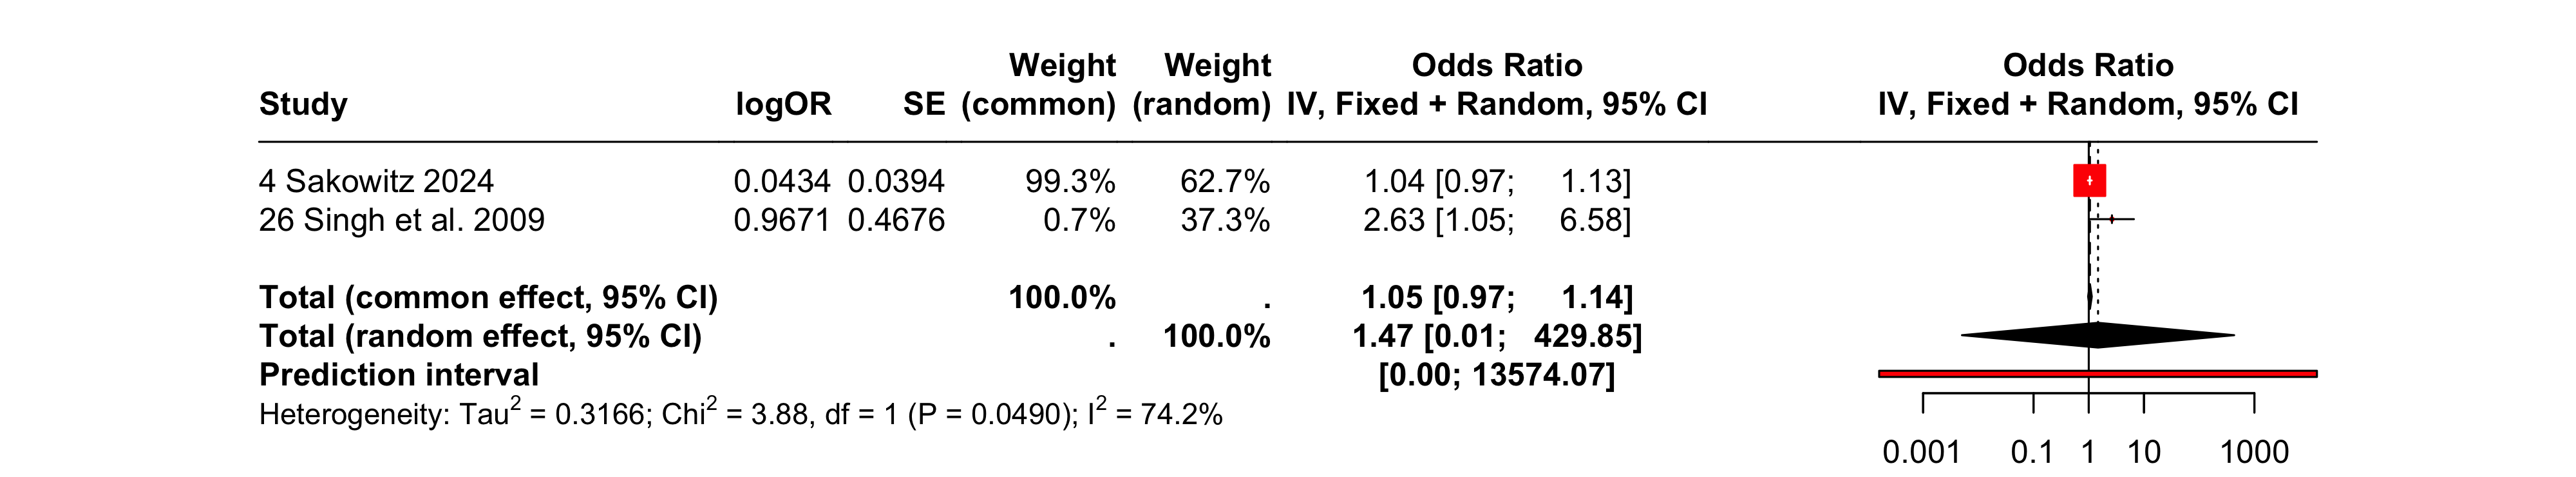 Weight Weight Odds Ratio Odds Ratio
Study logOR SE (common) (random) IV, Fixed + Random, 95% CI IV, Fixed + Random, 95% CI
4 Sakowitz 2024 0.0434 0.0394 99.3% 62.7% 1.04 [0.97; 1.13]
26 Singh et al. 2009 0.9671 0.4676 0.7% 37.3% 2.63 [1.05; 6.58]
Total (common effect, 95% CI) 100.0% . 1.05 [0.97; 1.14]
Total (random effect, 95% CI) . 100.0% 1.47 [0.01; 429.85]
Prediction interval [0.00; 13574.07]
Heterogeneity: Tau² = 0.3166; Chi² = 3.88, df = 1 (P = 0.0490); I² = 74.2%
0.001 0.1 1 10 1000